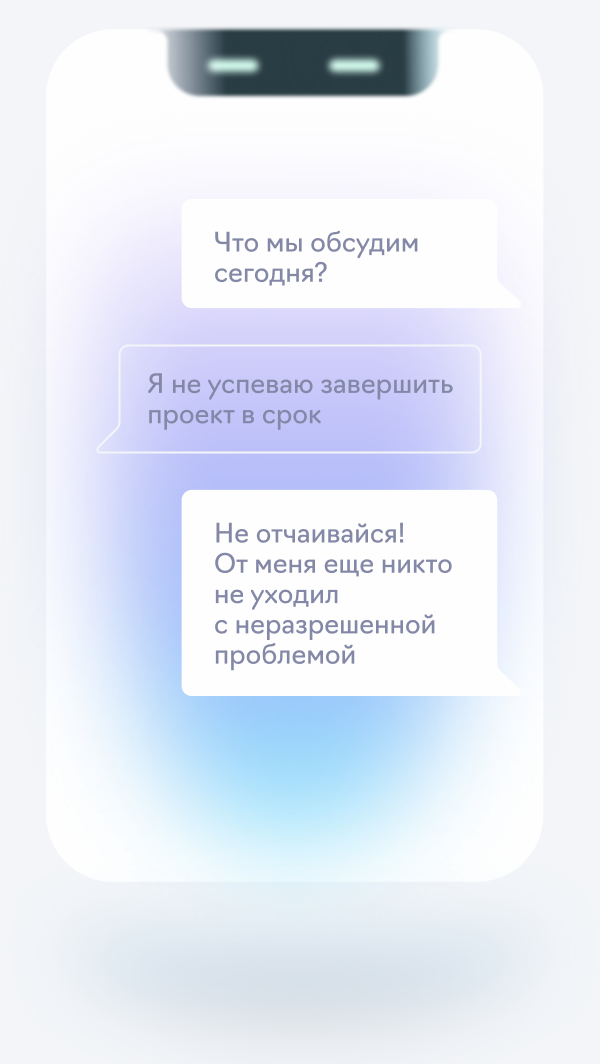 Что мы обсудим
сегодня?
Я не успеваю завершить
проект в срок
Не отчаивайся!
От меня еще никто
не уходил
с неразрешенной
проблемой